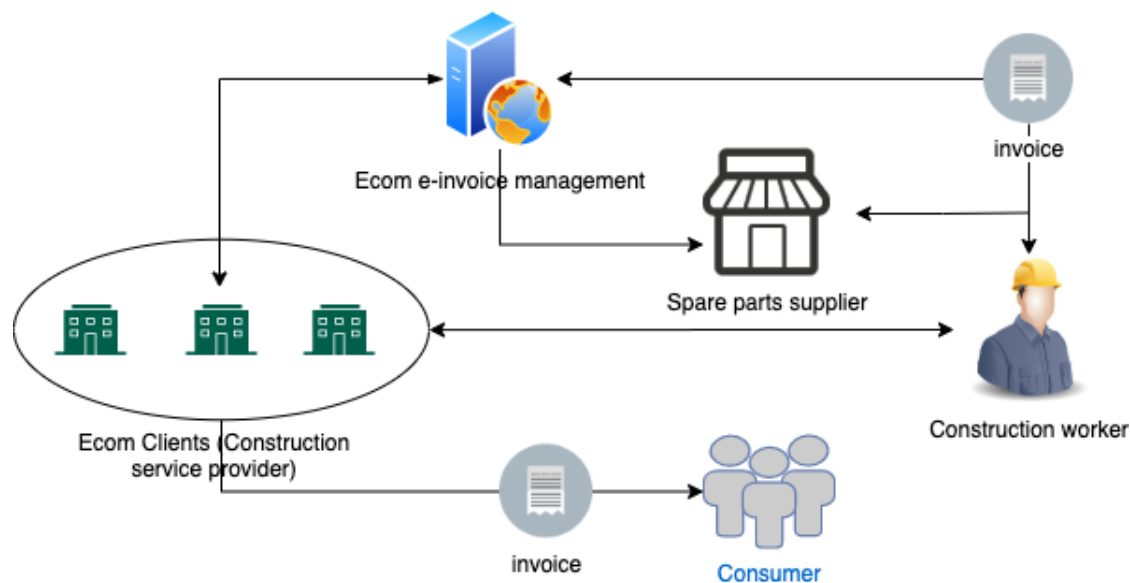 invoice
Ecom e-invoice management
Spare parts supplier
Construction worker
Ecom Clients (Construction
service provider)
invoice
Consumer